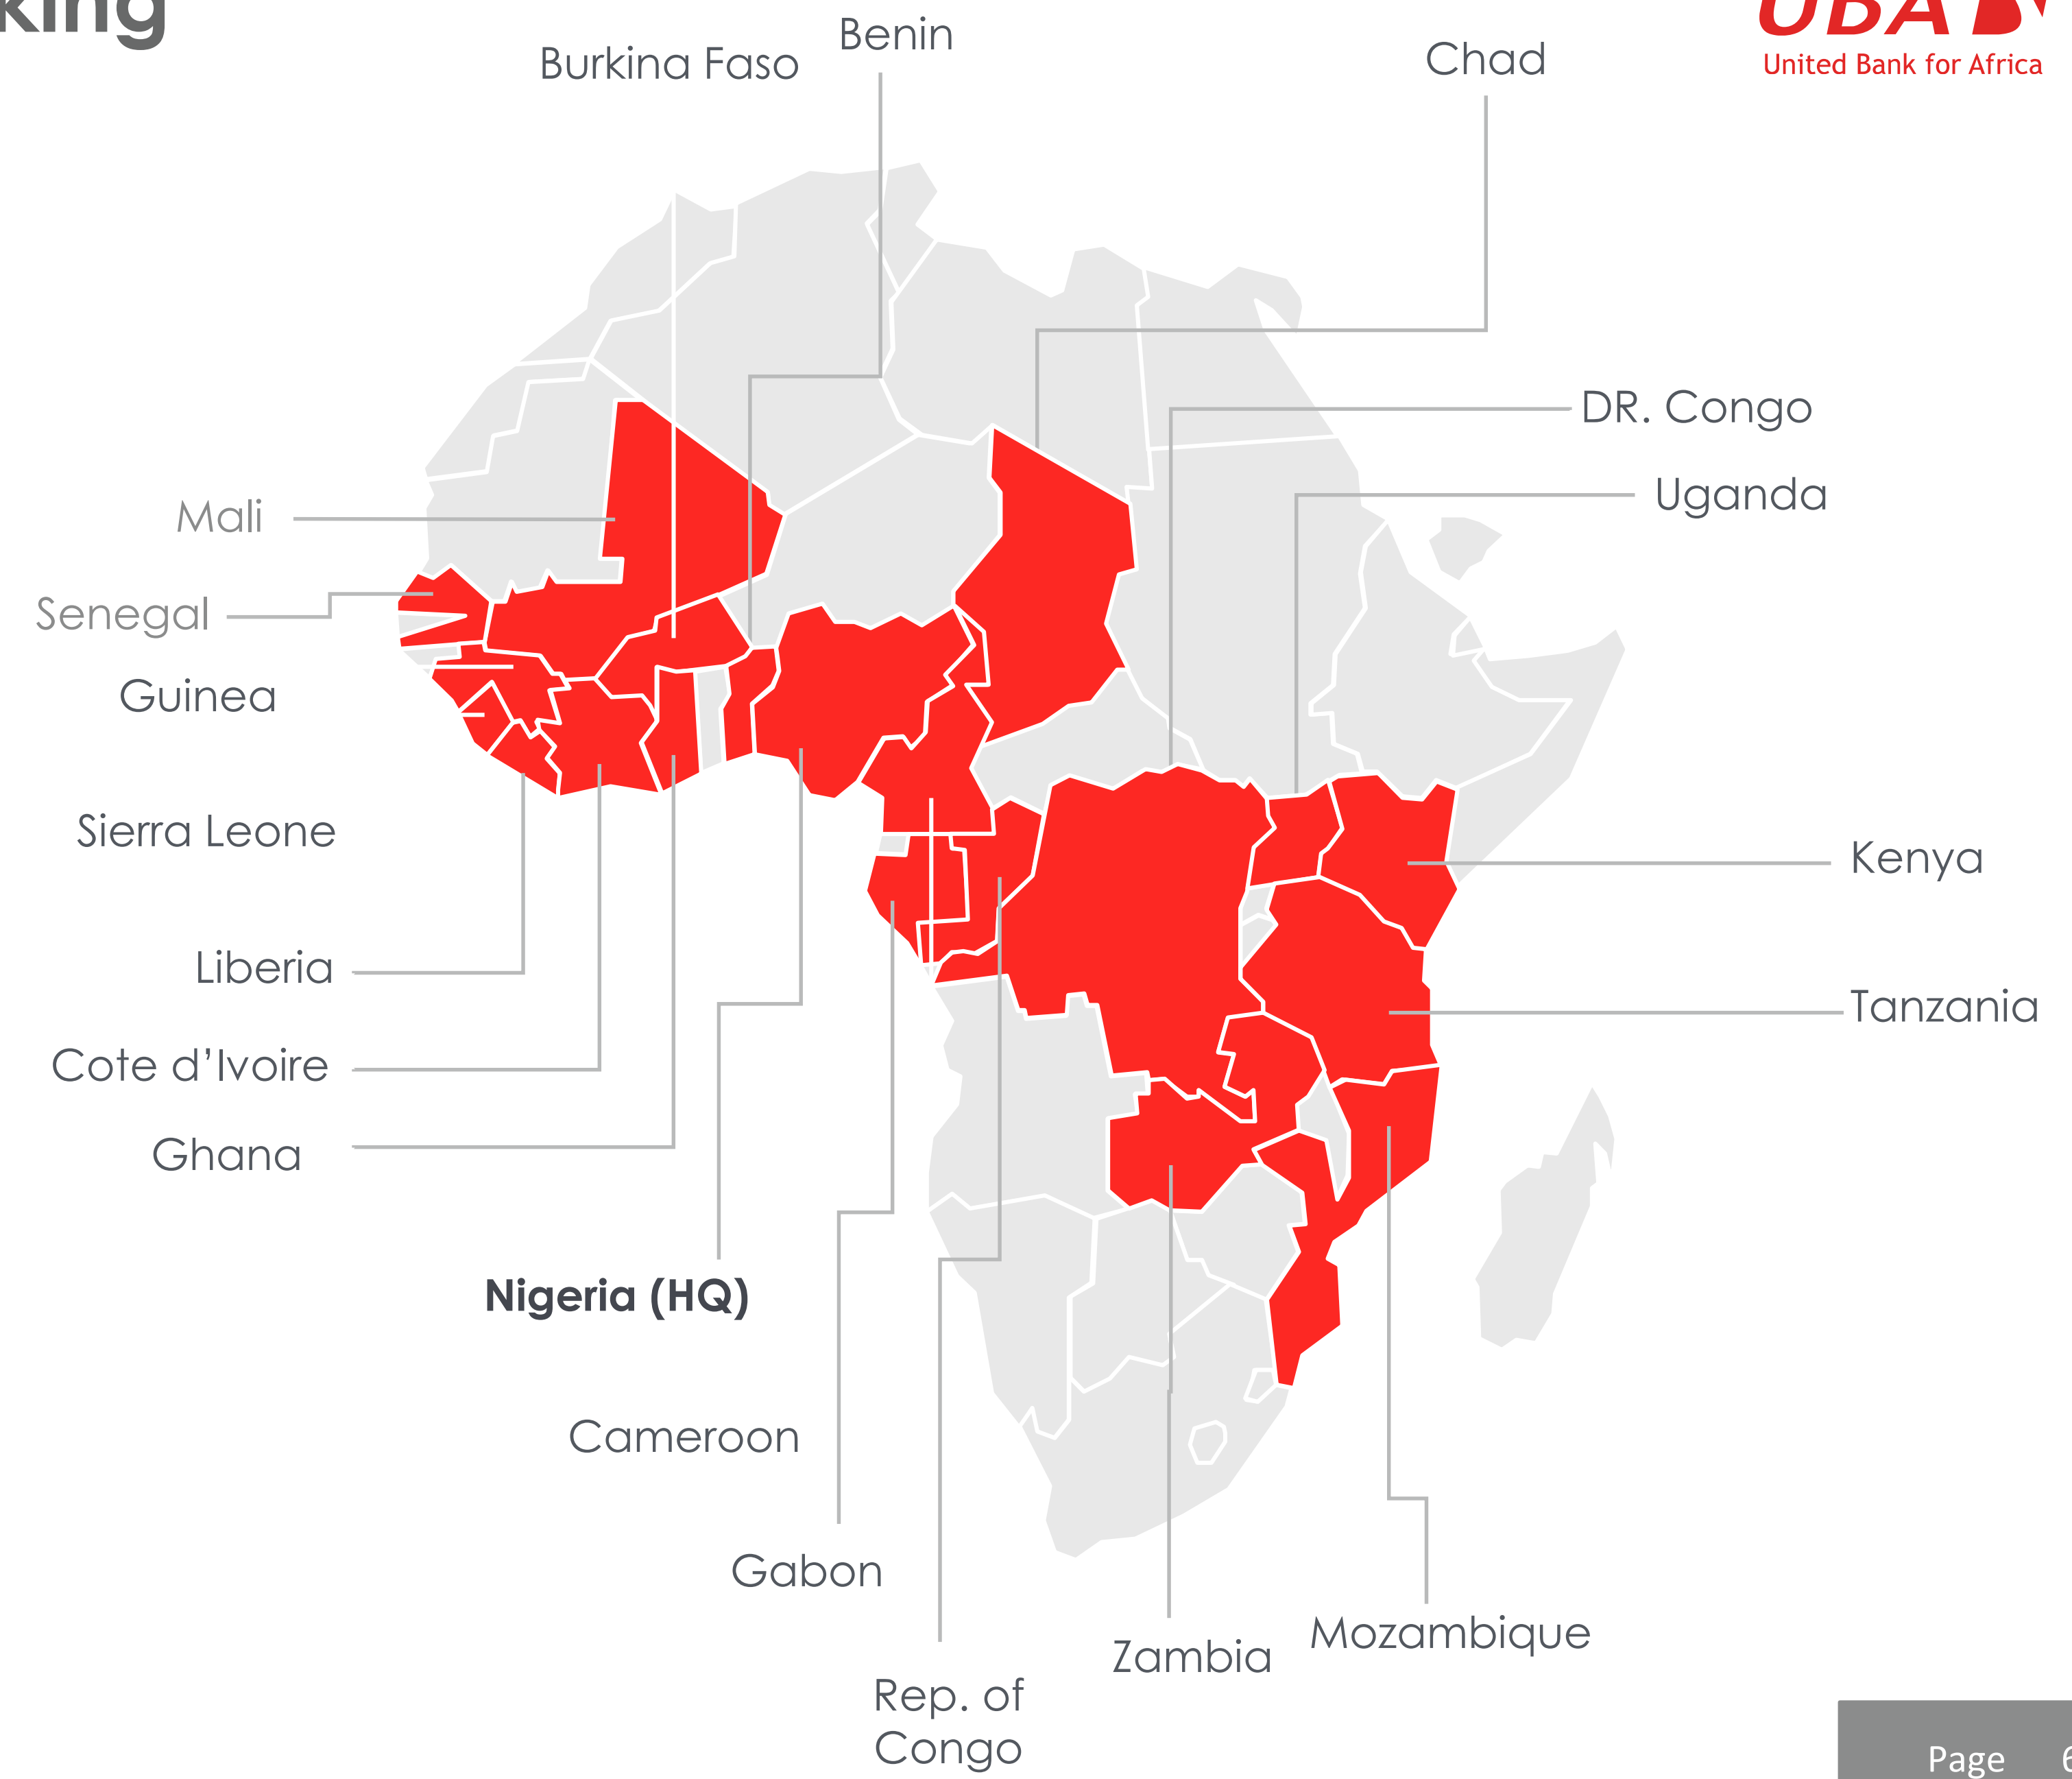 UBA
United Bank for Africa
Benin
Burkina Faso
Chad
DR. Congo
Uganda
Mali
Senegal
Guinea
Sierra Leone
Kenya
Liberia
Tanzania
Cote d'Ivoire
Ghana
Nigeria (HQ)
Cameroon
Gabon
Mozambique
Zambia
Rep. of
Congo
Page 6